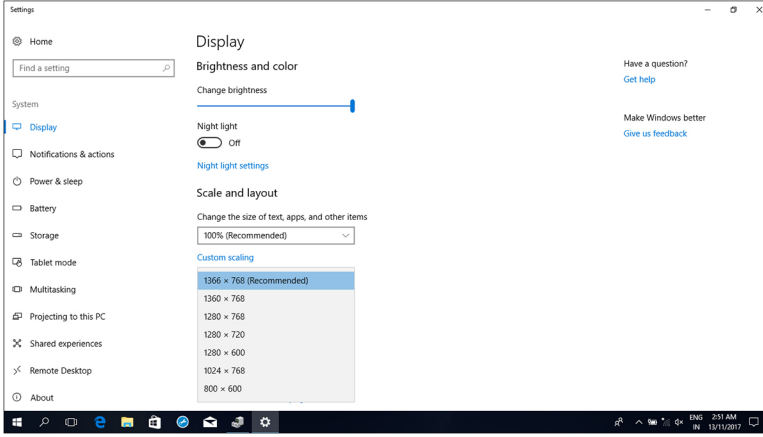 Settings
Home
Find a setting
System
Display
Notifications & actions
Power & sleep
Battery
Storage
Tablet mode
Multitasking
Projecting to this PC
Shared experiences
Remote Desktop
About
Display
Brightness and color
Change brightness
Night light
Off
Night light settings
Scale and layout
Change the size of text, apps, and other items
100% (Recommended)
Custom scaling
1366 × 768 (Recommended)
1360 × 768
1280 × 768
1280 × 720
1280 × 600
1024 × 768
800 × 600
Have a question?
Get help
Make Windows better
Give us feedback
ENG
IN
2:51 AM
13/11/2017